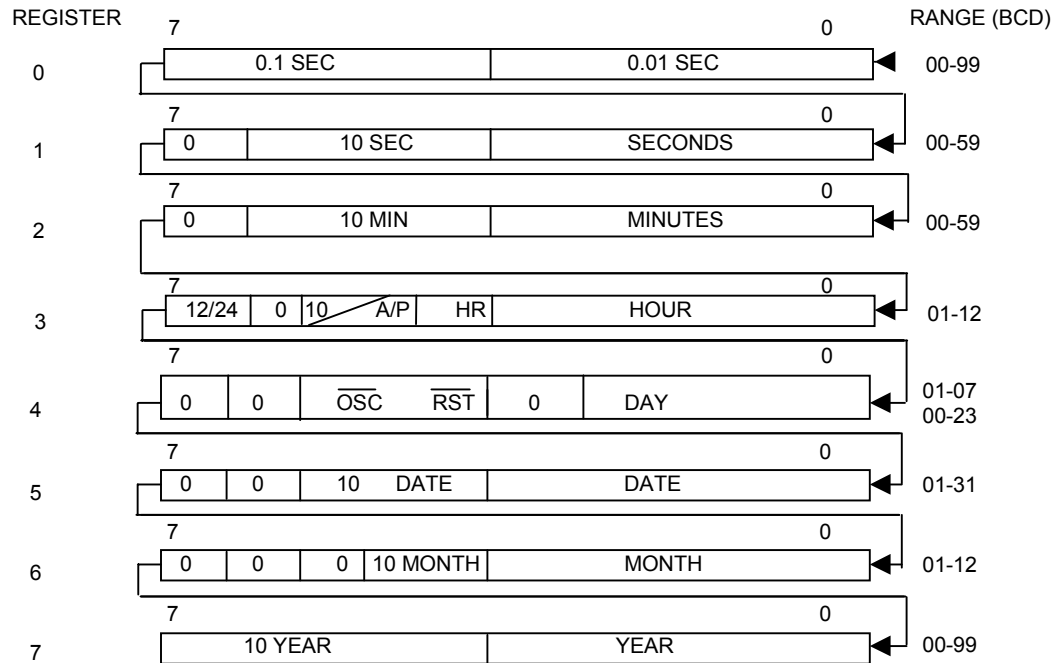 REGISTER 7 0 RANGE (BCD)
0 0.1 SEC 0.01 SEC 00-99
7 0
1 0 10 SEC SECONDS 00-59
7 0
2 0 10 MIN MINUTES 00-59
7 0
3 12/24 0 10 A/P HR HOUR 01-12
7 0
4 0 0 OSC RST 0 DAY 01-07
00-23
7 0
5 0 0 10 DATE DATE 01-31
7 0
6 0 0 0 10 MONTH MONTH 01-12
7 0
7 10 YEAR YEAR 00-99